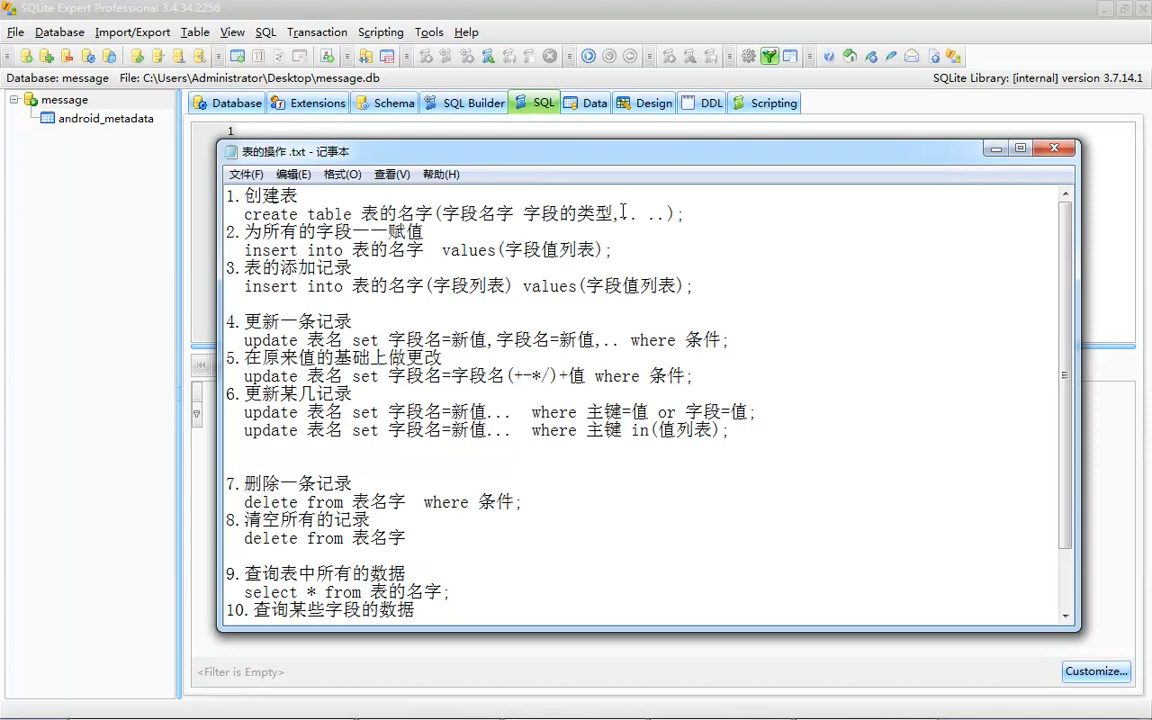 SQLite Expert Professional 3.4.34.2256
File Database Import/Export Table View SQL Transaction Scripting Tools Help
Database: message File: C:\Users\Administrator\Desktop\message.db SQLite Library: [internal] version 3.7.14.1
message
android_metadata
Database Extensions Schema SQL Builder SQL Data Design DDL Scripting
1
表的操作 .txt - 记事本
文件(F) 编辑(E) 格式(O) 查看(V) 帮助(H)
1.创建表
create table 表的名字(字段名字 字段的类型,.. ..);
2.为所有的字段——赋值
insert into 表的名字 values(字段值列表);
3.表的添加记录
insert into 表的名字(字段列表) values(字段值列表);
4.更新一条记录
update 表名 set 字段名=新值,字段名=新值,.. where 条件;
5.在原来值的基础上做更改
update 表名 set 字段名=字段名(+-*/)+值 where 条件;
6.更新某几记录
update 表名 set 字段名=新值... where 主键=值 or 字段=值;
update 表名 set 字段名=新值... where 主键 in(值列表);
7.删除一条记录
delete from 表名字 where 条件;
8.清空所有的记录
delete from 表名字
9.查询表中所有的数据
select * from 表的名字;
10.查询某些字段的数据
<Filter is Empty>
Customize...